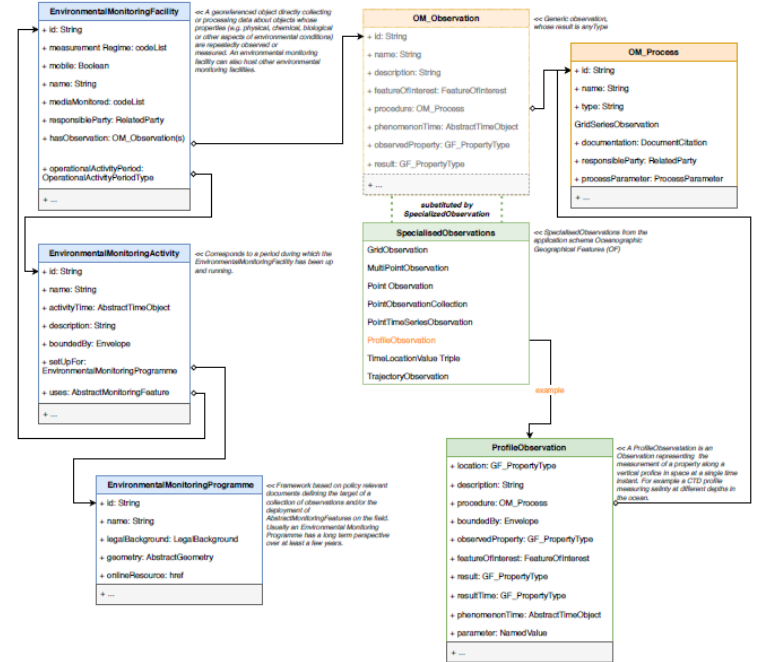 EnvironmentalMonitoringFacility
+ id: String
+ measurement Regime: codeList
+ mobile: Boolean
+ name: String
+ mediaMonitored: codeList
+ responsibleParty: RelatedParty
+ hasObservation: OM_Observation(s)
+ operationalActivityPeriod:
OperationalActivityPeriodType
+ ...
<< A georeferenced object directly collecting
or processing data about objects whose
properties (e.g. physical, chemical, biological
or other aspects of environmental conditions)
are repeatedly observed or
measured. An environmental monitoring
facility can also host other environmental
monitoring facilities.
OM_Observation
+ id: String
+ name: String
+ description: String
+ featureOfInterest: FeatureOfInterest
+ procedure: OM_Process
+ phenomenonTime: AbstractTimeObject
+ observedProperty: GF_PropertyType
+ result: GF_PropertyType
+ ...
<< Generic observation,
whose result is anyType
OM_Process
+ id: String
+ name: String
+ type: String
GridSeriesObservation
+ documentation: DocumentCitation
+ responsibleParty: RelatedParty
+ processParameter: ProcessParameter
+ ...
substituted by
SpecializedObservation
SpecialisedObservations
GridObservation
MultiPointObservation
Point Observation
PointObservationCollection
PointTimeSeriesObservation
ProfileObservation
TimeLocationValue Triple
TrajectoryObservation
<< SpecialisedObservations from the
application schema Oceanographic
Geographical Features (OF)
EnvironmentalMonitoringActivity
+ id: String
+ name: String
+ activityTime: AbstractTimeObject
+ description: String
+ boundedBy: Envelope
+ setUpFor:
EnvironmentalMonitoringProgramme
+ uses: AbstractMonitoringFeature
+ ...
<< Corresponds to a period during which the
EnvironmentalMonitoringFacility has been up
and running.
example
EnvironmentalMonitoringProgramme
+ id: String
+ name: String
+ legalBackground: LegalBackground
+ geometry: AbstractGeometry
+ onlineResource: href
+ ...
<< Framework based on policy relevant
documents defining the target of a
collection of observations and/or the
deployment of
AbstractMonitoringFeatures on the field.
Usually an Environmental Monitoring
Programme has a long term perspective
over at least a few years.
ProfileObservation
+ location: GF_PropertyType
+ description: String
+ procedure: OM_Process
+ boundedBy: Envelope
+ observedProperty: GF_PropertyType
+ featureOfInterest: FeatureOfInterest
+ result: GF_PropertyType
+ resultTime: GF_PropertyType
+ phenomenonTime: AbstractTimeObject
+ parameter: NamedValue
+ ...
<< A ProfileObservatation is an
Observation representing the
measurement of a property along a
vertical profice in space at a single time
instant. For example a CTD profile
measuring salinity at different depths in
the ocean.